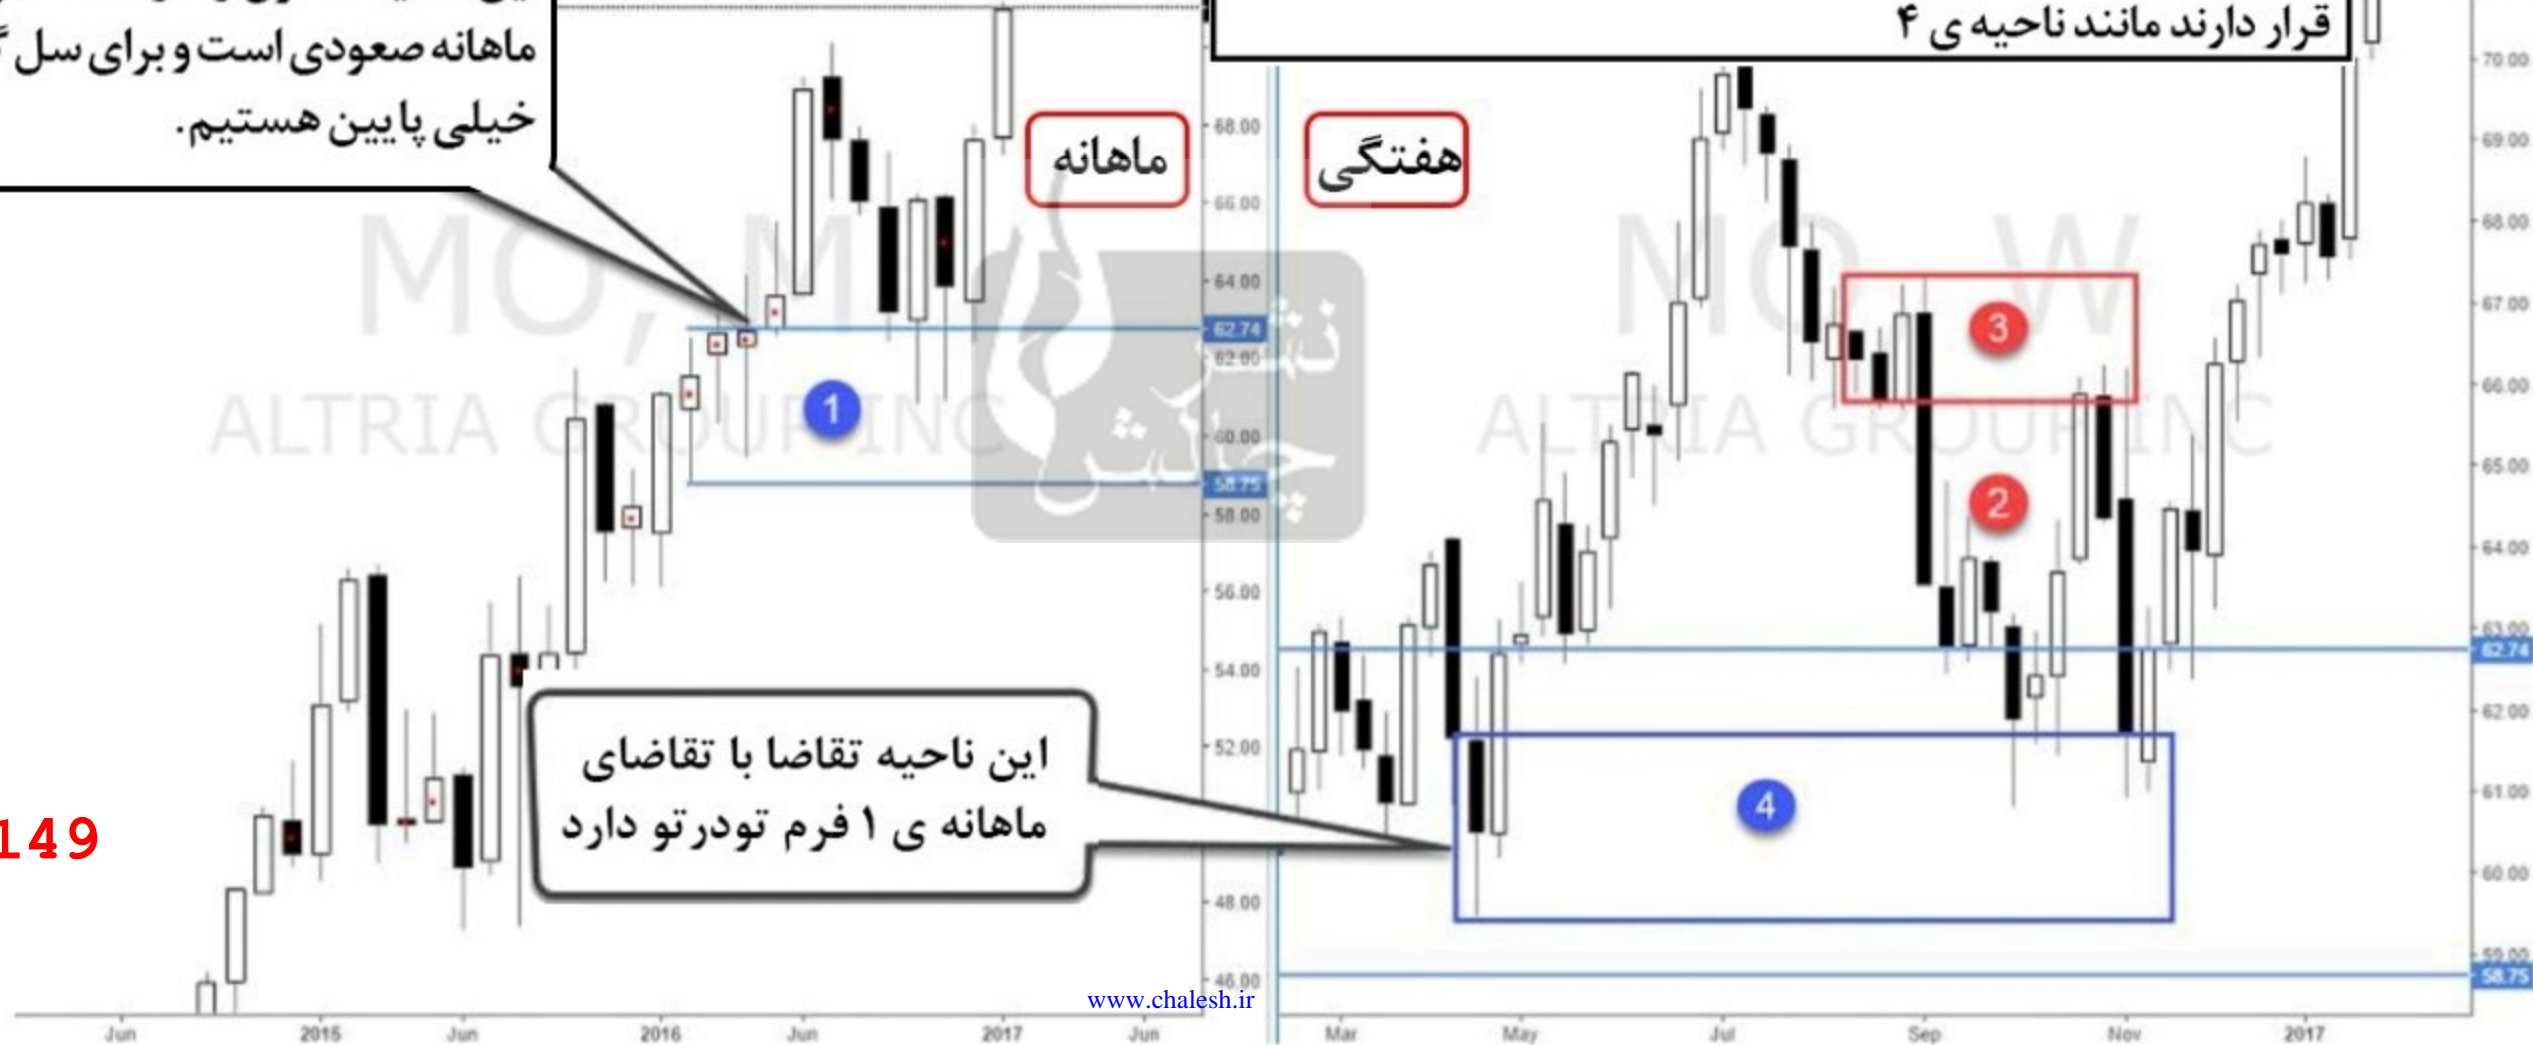 ماهانه صعودی است و برای سل
خیلی پایین هستیم.
قرار دارند مانند ناحیه ی ۴
ماهانه
هفتگی
MO, M
ALTRIA GROUP INC
MO W
ALTRIA GROUP INC
نشر
چالش
1
3
2
4
این ناحیه تقاضا با تقاضای
ماهانه ی ۱ فرم تودرتو دارد
149
www.chalesh.ir
68.00
66.00
64.00
62.74
62.00
60.00
58.75
58.00
56.00
54.00
52.00
48.00
46.00
Jun 2015 Jun 2016 Jun 2017 Jun
70.00
69.00
68.00
67.00
66.00
65.00
64.00
63.00
62.74
62.00
61.00
60.00
59.00
58.75
Mar May Jul Sep Nov 2017